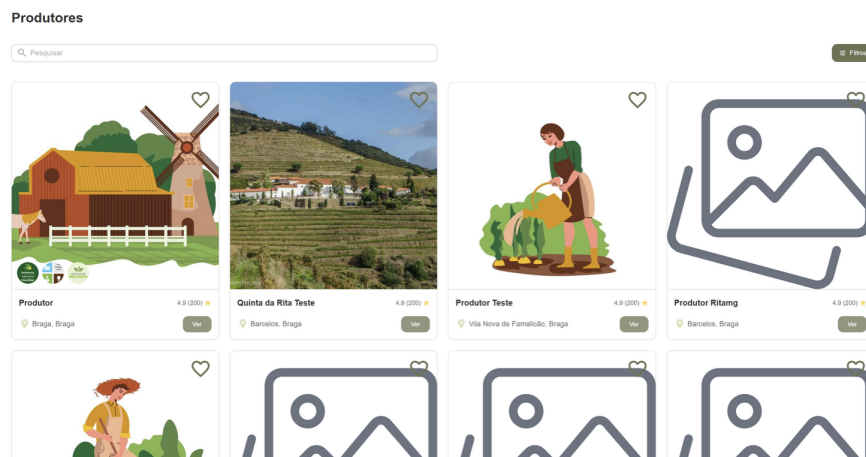 Produtores
Pesquisar
Filtros
Produtor
4.9 (200)
Braga, Braga
Ver
Quinta da Rita Teste
4.9 (200)
Barcelos, Braga
Ver
Produtor Teste
4.9 (200)
Vila Nova de Famalicão, Braga
Ver
Produtor Ritamg
4.9 (200)
Barcelos, Braga
Ver